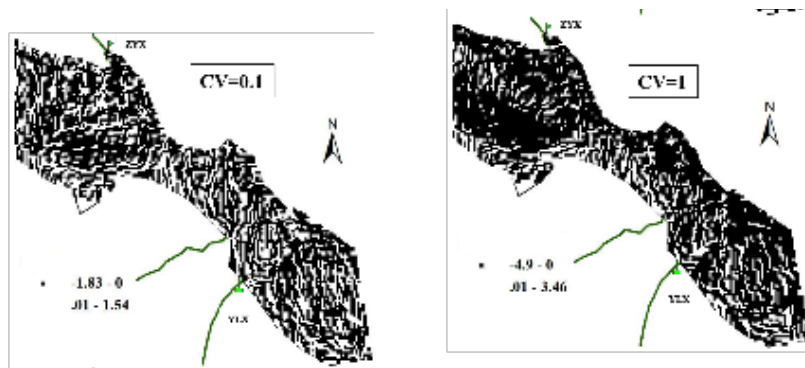 ZYX
CV=0.1
N
-1.83 - 0
.01 - 1.54
YLX
ZYX
CV=1
N
-4.9 - 0
.01 - 3.46
YLX